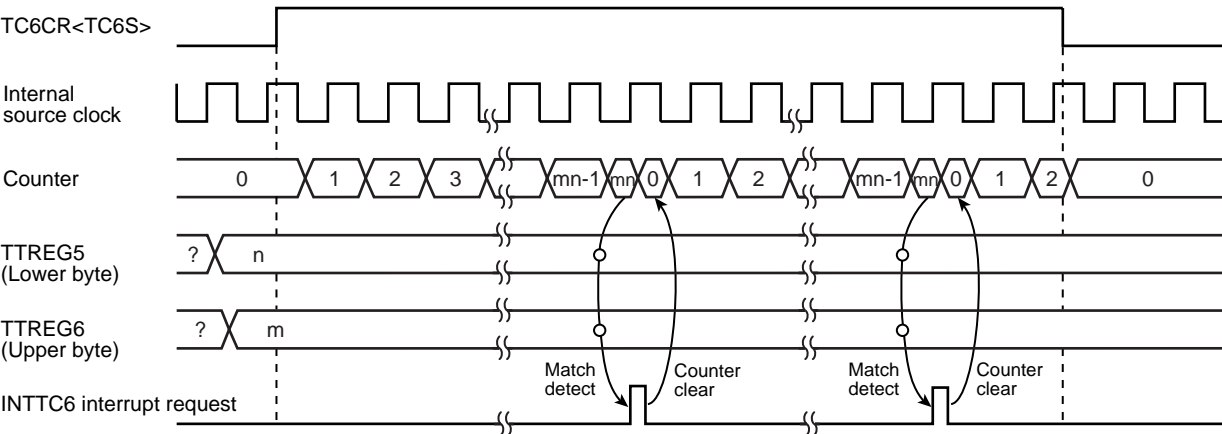 TC6CR<TC6S>
Internal
source clock
Counter
0 1 2 3 mn-1 mn 0 1 2 mn-1 mn 0 1 2 0
TTREG5
(Lower byte)
? n
TTREG6
(Upper byte)
? m
Match
detect
Counter
clear
Match
detect
Counter
clear
INTTC6 interrupt request